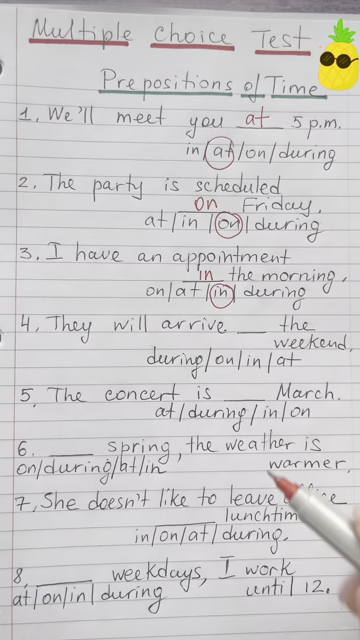 Multiple Choice Test
Prepositions of Time
1. We'll meet you at 5 p.m.
in/at/on/during
2. The party is scheduled
on Friday.
at/in/on/during
3. I have an appointment
in the morning.
on/at/in/during
4. They will arrive ___ the
weekend.
during/on/in/at
5. The concert is ___ March.
at/during/in/on
6. ___ spring, the weather is
warmer.
on/during/at/in
7. She doesn't like to leave office
___ lunchtime
in/on/at/during.
8. ___ weekdays, I work
until 12.
at/on/in/during